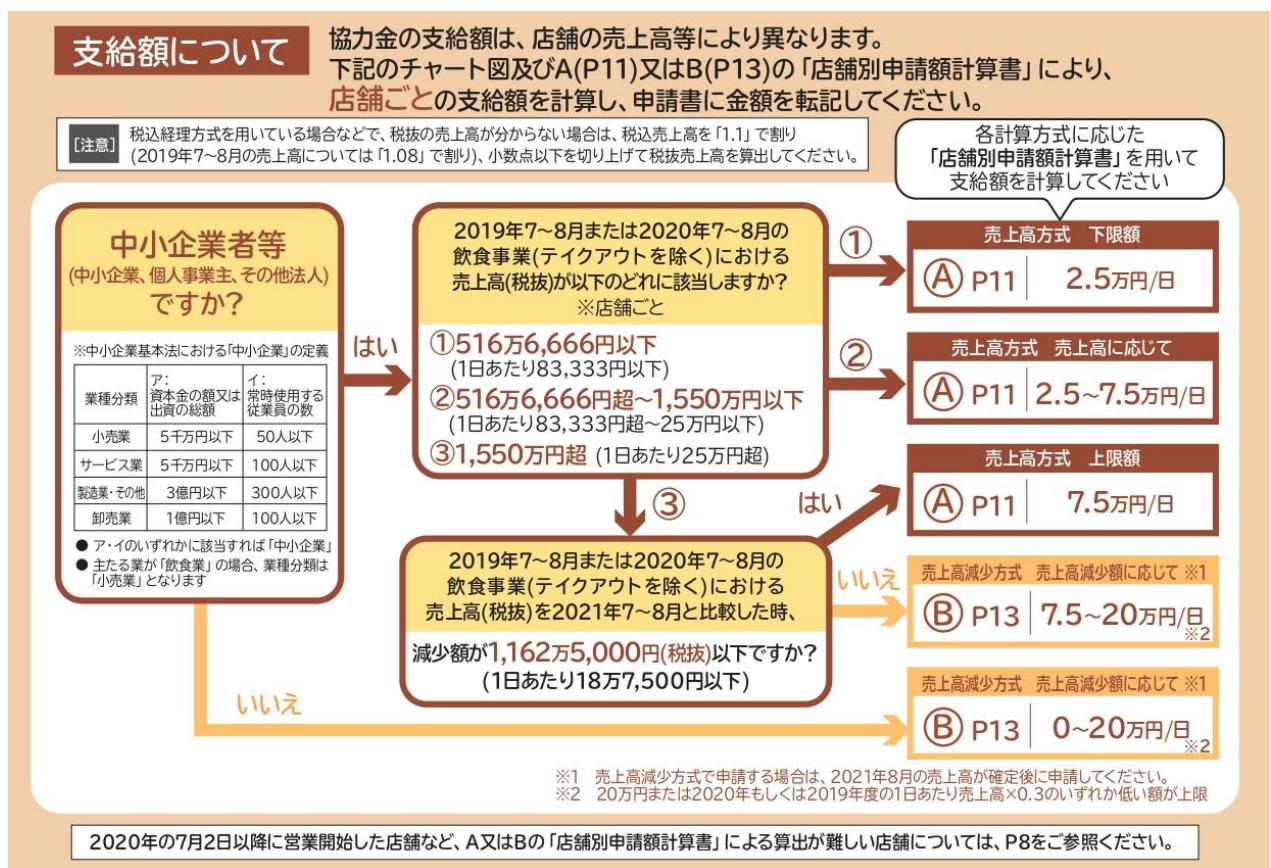 支給額について
協力金の支給額は、店舗の売上高等により異なります。
下記のチャート図及びA(P11)又はB(P13)の「店舗別申請額計算書」により、
店舗ごとの支給額を計算し、申請書に金額を転記してください。
[注意]
税込経理方式を用いている場合などで、税抜の売上高が分からない場合は、税込売上高を「1.1」で割り
(2019年7~8月の売上高については「1.08」で割り)、小数点以下を切り上げて税抜売上高を算出してください。
各計算方式に応じた
「店舗別申請額計算書」を用いて
支給額を計算してください
中小企業者等
(中小企業、個人事業主、その他法人)
ですか?
※中小企業基本法における「中小企業」の定義
業種分類
ア:
資本金の額又は
出資の総額
イ:
常時使用する
従業員の数
小売業 5千万円以下 50人以下
サービス業 5千万円以下 100人以下
製造業・その他 3億円以下 300人以下
卸売業 1億円以下 100人以下
● ア・イのいずれかに該当すれば「中小企業」
● 主たる業が「飲食業」の場合、業種分類は
「小売業」となります
はい
2019年7~8月または2020年7~8月の
飲食事業(テイクアウトを除く)における
売上高(税抜)が以下のどれに該当しますか?
※店舗ごと
①516万6,666円以下
(1日あたり83,333円以下)
②516万6,666円超~1,550万円以下
(1日あたり83,333円超~25万円以下)
③1,550万円超 (1日あたり25万円超)
①
売上高方式 下限額
Ⓐ P11 2.5万円/日
②
売上高方式 売上高に応じて
Ⓐ P11 2.5~7.5万円/日
③
2019年7~8月または2020年7~8月の
飲食事業(テイクアウトを除く)における
売上高(税抜)を2021年7~8月と比較した時、
減少額が1,162万5,000円(税抜)以下ですか?
(1日あたり18万7,500円以下)
はい
売上高方式 上限額
Ⓐ P11 7.5万円/日
いいえ
売上高減少方式 売上高減少額に応じて ※1
Ⓑ P13 7.5~20万円/日
※2
いいえ
売上高減少方式 売上高減少額に応じて ※1
Ⓑ P13 0~20万円/日
※2
※1 売上高減少方式で申請する場合は、2021年8月の売上高が確定後に申請してください。
※2 20万円または2020年もしくは2019年度の1日あたり売上高×0.3のいずれか低い額が上限
2020年の7月2日以降に営業開始した店舗など、A又はBの「店舗別申請額計算書」による算出が難しい店舗については、P8をご参照ください。